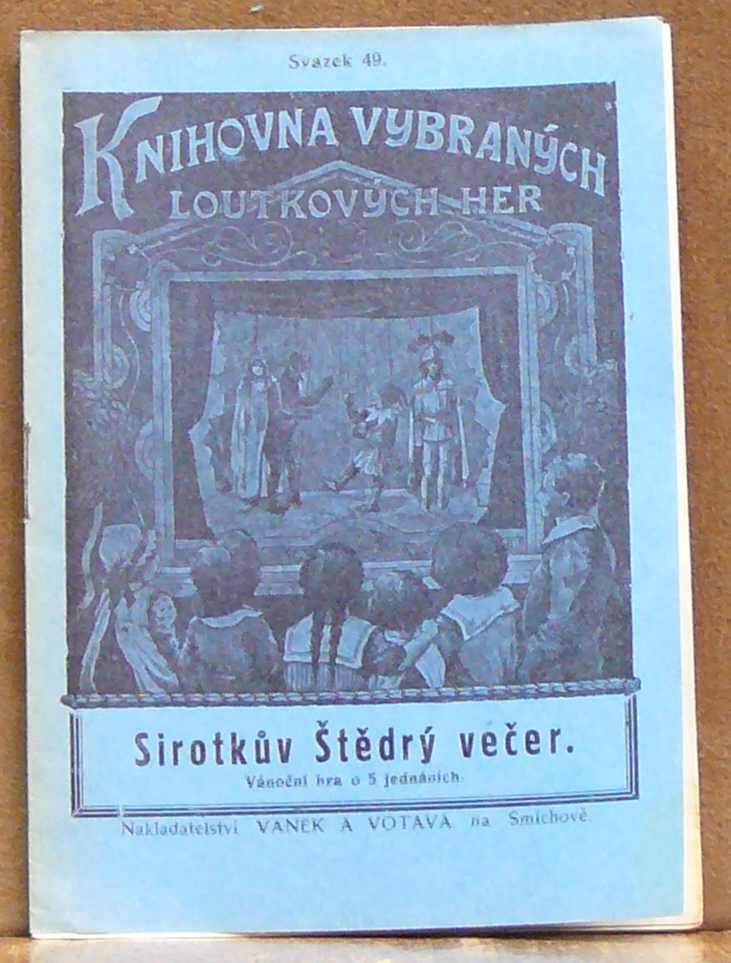 Svazek 49.
KNIHOVNA VYBRANÝCH
LOUTKOVÝCH HER
Sirotkův Štědrý večer.
Vánoční hra o 5 jednáních.
Nakladatelství VANĚK A VOTAVA na Smíchově